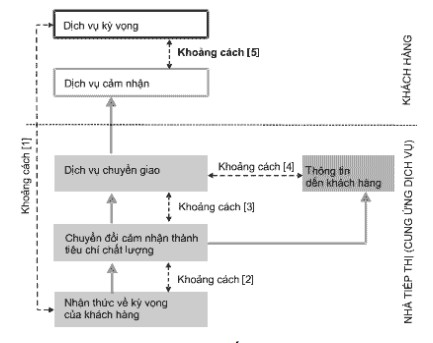 Dịch vụ kỳ vọng
Khoảng cách [5]
Dịch vụ cảm nhận
KHÁCH HÀNG
Khoảng cách [1]
Dịch vụ chuyển giao
Khoảng cách [4]
Thông tin
đến khách hàng
Khoảng cách [3]
Chuyển đổi cảm nhận thành
tiêu chí chất lượng
Khoảng cách [2]
Nhận thức về kỳ vọng
của khách hàng
NHÀ TIẾP THỊ (CUNG ỨNG DỊCH VỤ)